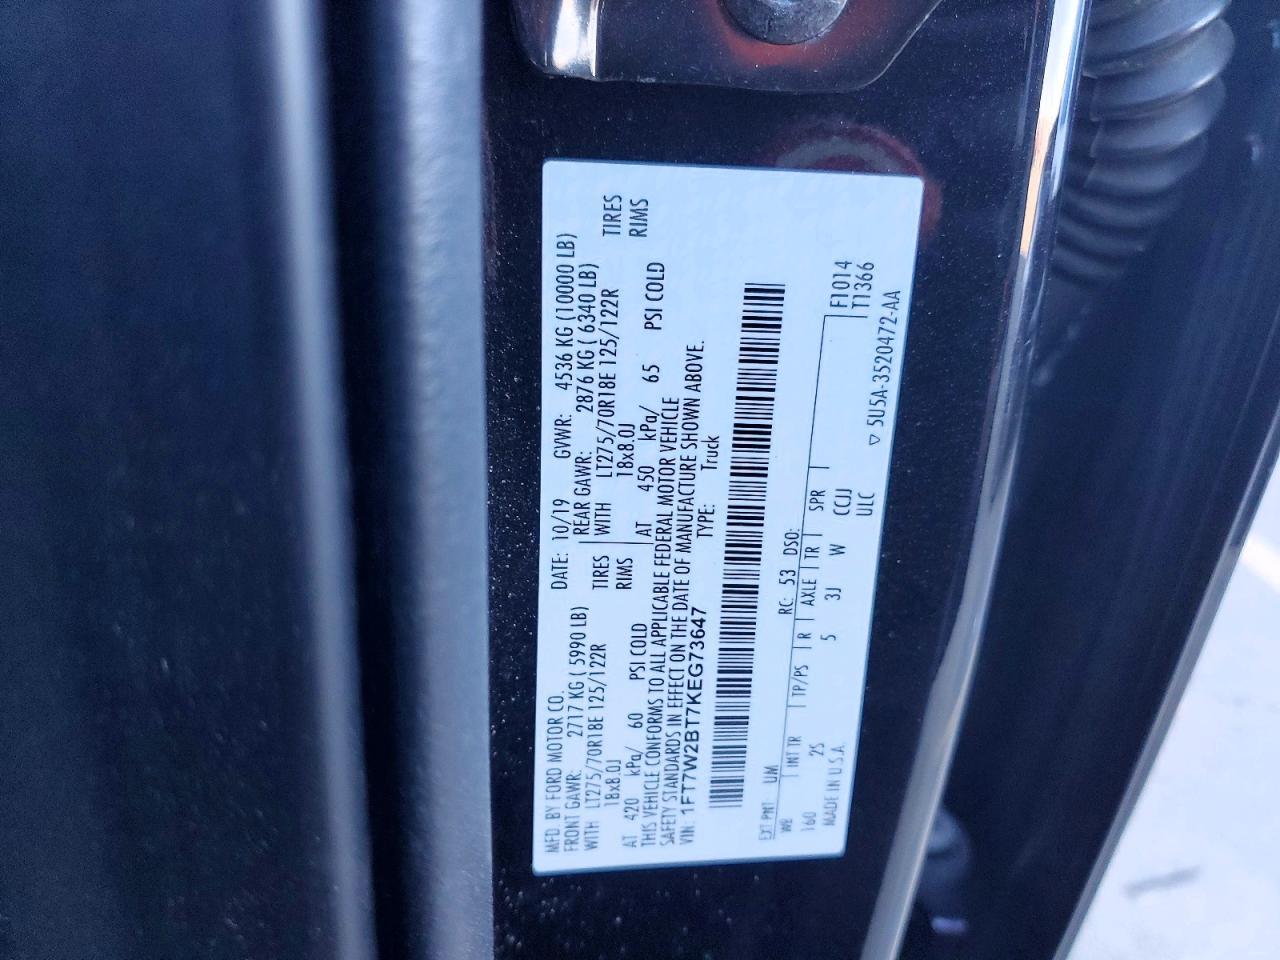 MFD. BY FORD MOTOR CO. DATE: 10/19 GVWR: 4536 KG (10000 LB)
FRONT GAWR: 2717 KG ( 5990 LB) REAR GAWR: 2876 KG ( 6340 LB)
WITH LT275/70R18E 125/122R TIRES WITH LT275/70R18E 125/122R TIRES
18x8.0J RIMS 18x8.0J RIMS
AT 420 kPa/ 60 PSI COLD AT 450 kPa/ 65 PSI COLD
THIS VEHICLE CONFORMS TO ALL APPLICABLE FEDERAL MOTOR VEHICLE
SAFETY STANDARDS IN EFFECT ON THE DATE OF MANUFACTURE SHOWN ABOVE.
VIN: 1FT7W2BT7KEG73647 TYPE: Truck
EXT PNT: UM RC: 53 DSO:
WB INT TR TP/PS R AXLE TR SPR F1014
160 2S 5 3J W CCJJ T1366
MADE IN U.S.A. ULC
▽ 5U5A-3520472-AA